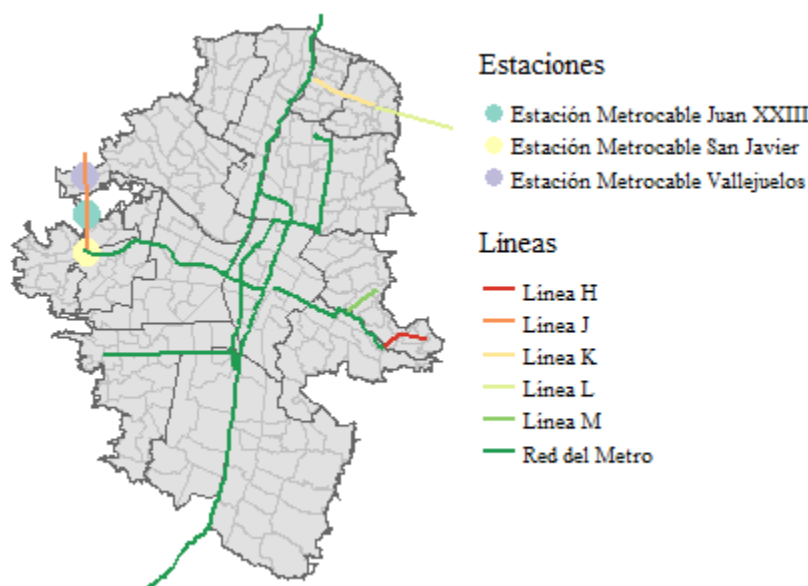 Estaciones
Estación Metrocable Juan XXIII
Estación Metrocable San Javier
Estación Metrocable Vallejuelos
Lineas
Linea H
Linea J
Linea K
Linea L
Linea M
Red del Metro